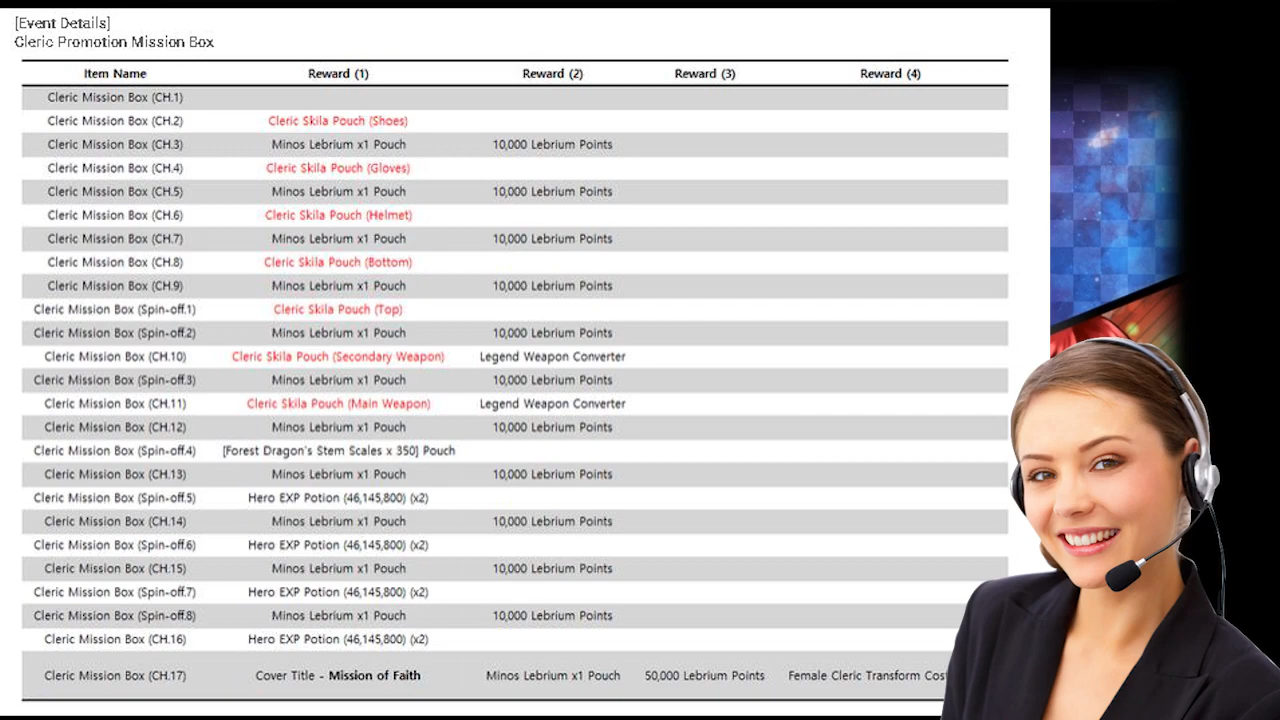 [Event Details]
Cleric Promotion Mission Box
Item Name Reward (1) Reward (2) Reward (3) Reward (4)
Cleric Mission Box (CH.1)
Cleric Mission Box (CH.2) Cleric Skila Pouch (Shoes)
Cleric Mission Box (CH.3) Minos Lebrium x1 Pouch 10,000 Lebrium Points
Cleric Mission Box (CH.4) Cleric Skila Pouch (Gloves)
Cleric Mission Box (CH.5) Minos Lebrium x1 Pouch 10,000 Lebrium Points
Cleric Mission Box (CH.6) Cleric Skila Pouch (Helmet)
Cleric Mission Box (CH.7) Minos Lebrium x1 Pouch 10,000 Lebrium Points
Cleric Mission Box (CH.8) Cleric Skila Pouch (Bottom)
Cleric Mission Box (CH.9) Minos Lebrium x1 Pouch 10,000 Lebrium Points
Cleric Mission Box (Spin-off.1) Cleric Skila Pouch (Top)
Cleric Mission Box (Spin-off.2) Minos Lebrium x1 Pouch 10,000 Lebrium Points
Cleric Mission Box (CH.10) Cleric Skila Pouch (Secondary Weapon) Legend Weapon Converter
Cleric Mission Box (Spin-off.3) Minos Lebrium x1 Pouch 10,000 Lebrium Points
Cleric Mission Box (CH.11) Cleric Skila Pouch (Main Weapon) Legend Weapon Converter
Cleric Mission Box (CH.12) Minos Lebrium x1 Pouch 10,000 Lebrium Points
Cleric Mission Box (Spin-off.4) [Forest Dragon's Stem Scales x 350] Pouch
Cleric Mission Box (CH.13) Minos Lebrium x1 Pouch 10,000 Lebrium Points
Cleric Mission Box (Spin-off.5) Hero EXP Potion (46,145,800) (x2)
Cleric Mission Box (CH.14) Minos Lebrium x1 Pouch 10,000 Lebrium Points
Cleric Mission Box (Spin-off.6) Hero EXP Potion (46,145,800) (x2)
Cleric Mission Box (CH.15) Minos Lebrium x1 Pouch 10,000 Lebrium Points
Cleric Mission Box (Spin-off.7) Hero EXP Potion (46,145,800) (x2)
Cleric Mission Box (Spin-off.8) Minos Lebrium x1 Pouch 10,000 Lebrium Points
Cleric Mission Box (CH.16) Hero EXP Potion (46,145,800) (x2)
Cleric Mission Box (CH.17) Cover Title - Mission of Faith Minos Lebrium x1 Pouch 50,000 Lebrium Points Female Cleric Transform